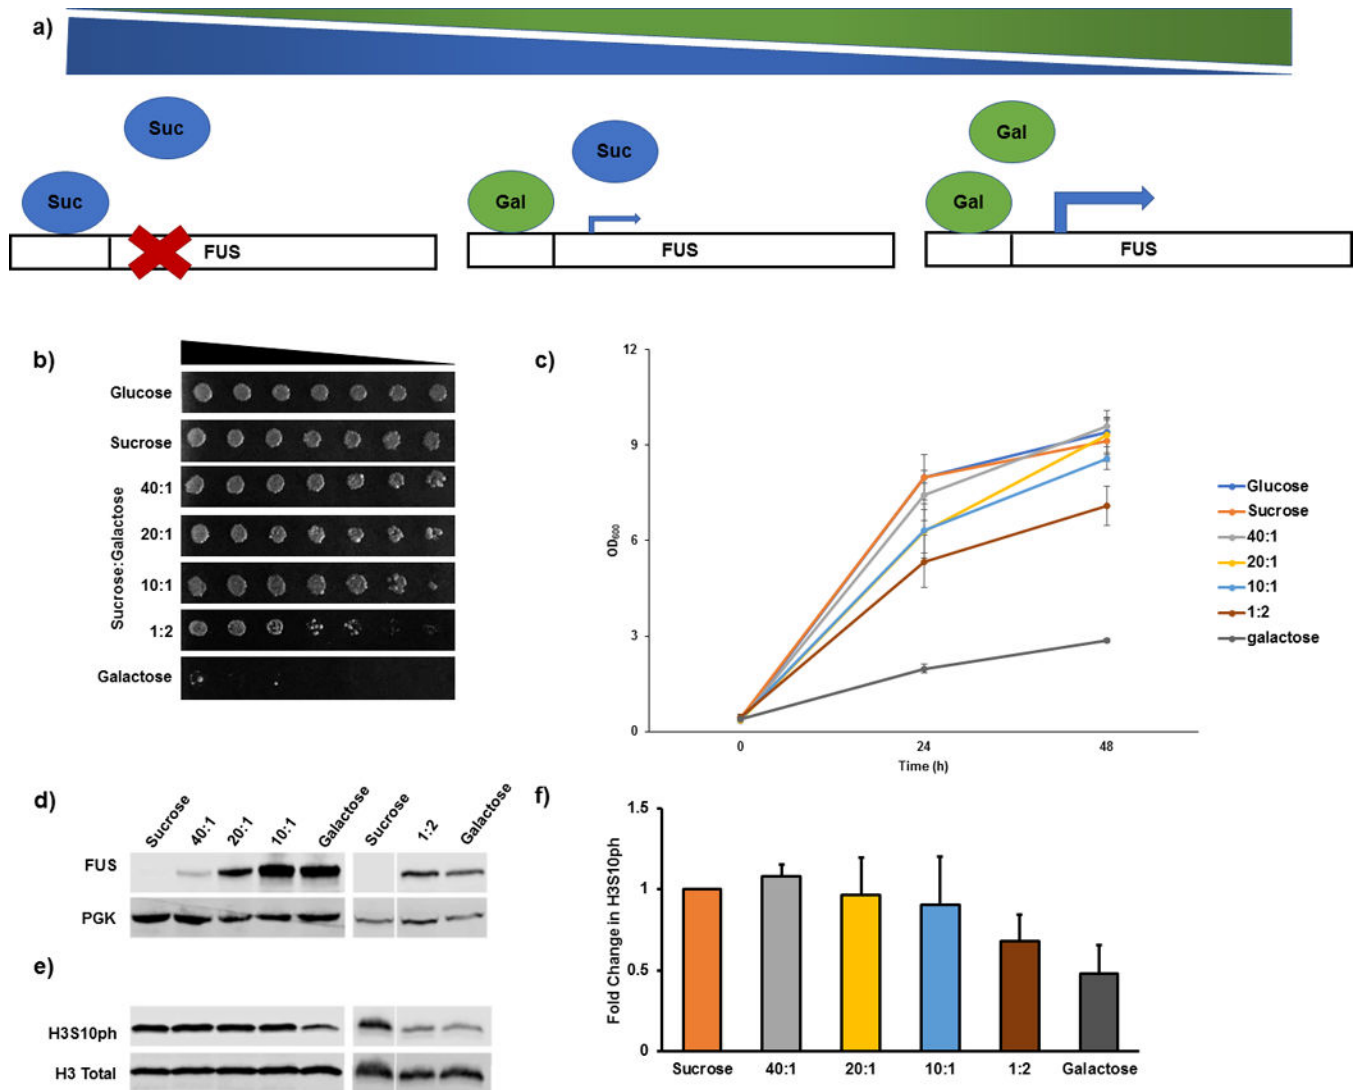 a)
Suc
Gal
Suc
Gal
Suc
Gal
FUS
FUS
FUS
b)
Glucose
Sucrose
Sucrose:Galactose
40:1
20:1
10:1
1:2
Galactose
c)
12
9
6
3
0
OD600
0
24
48
Time (h)
Glucose
Sucrose
40:1
20:1
10:1
1:2
galactose
d)
Sucrose
40:1
20:1
10:1
Galactose
Sucrose
1:2
Galactose
FUS
PGK
e)
H3S10ph
H3 Total
f)
1.5
1
0.5
0
Fold Change in H3S10ph
Sucrose
40:1
20:1
10:1
1:2
Galactose